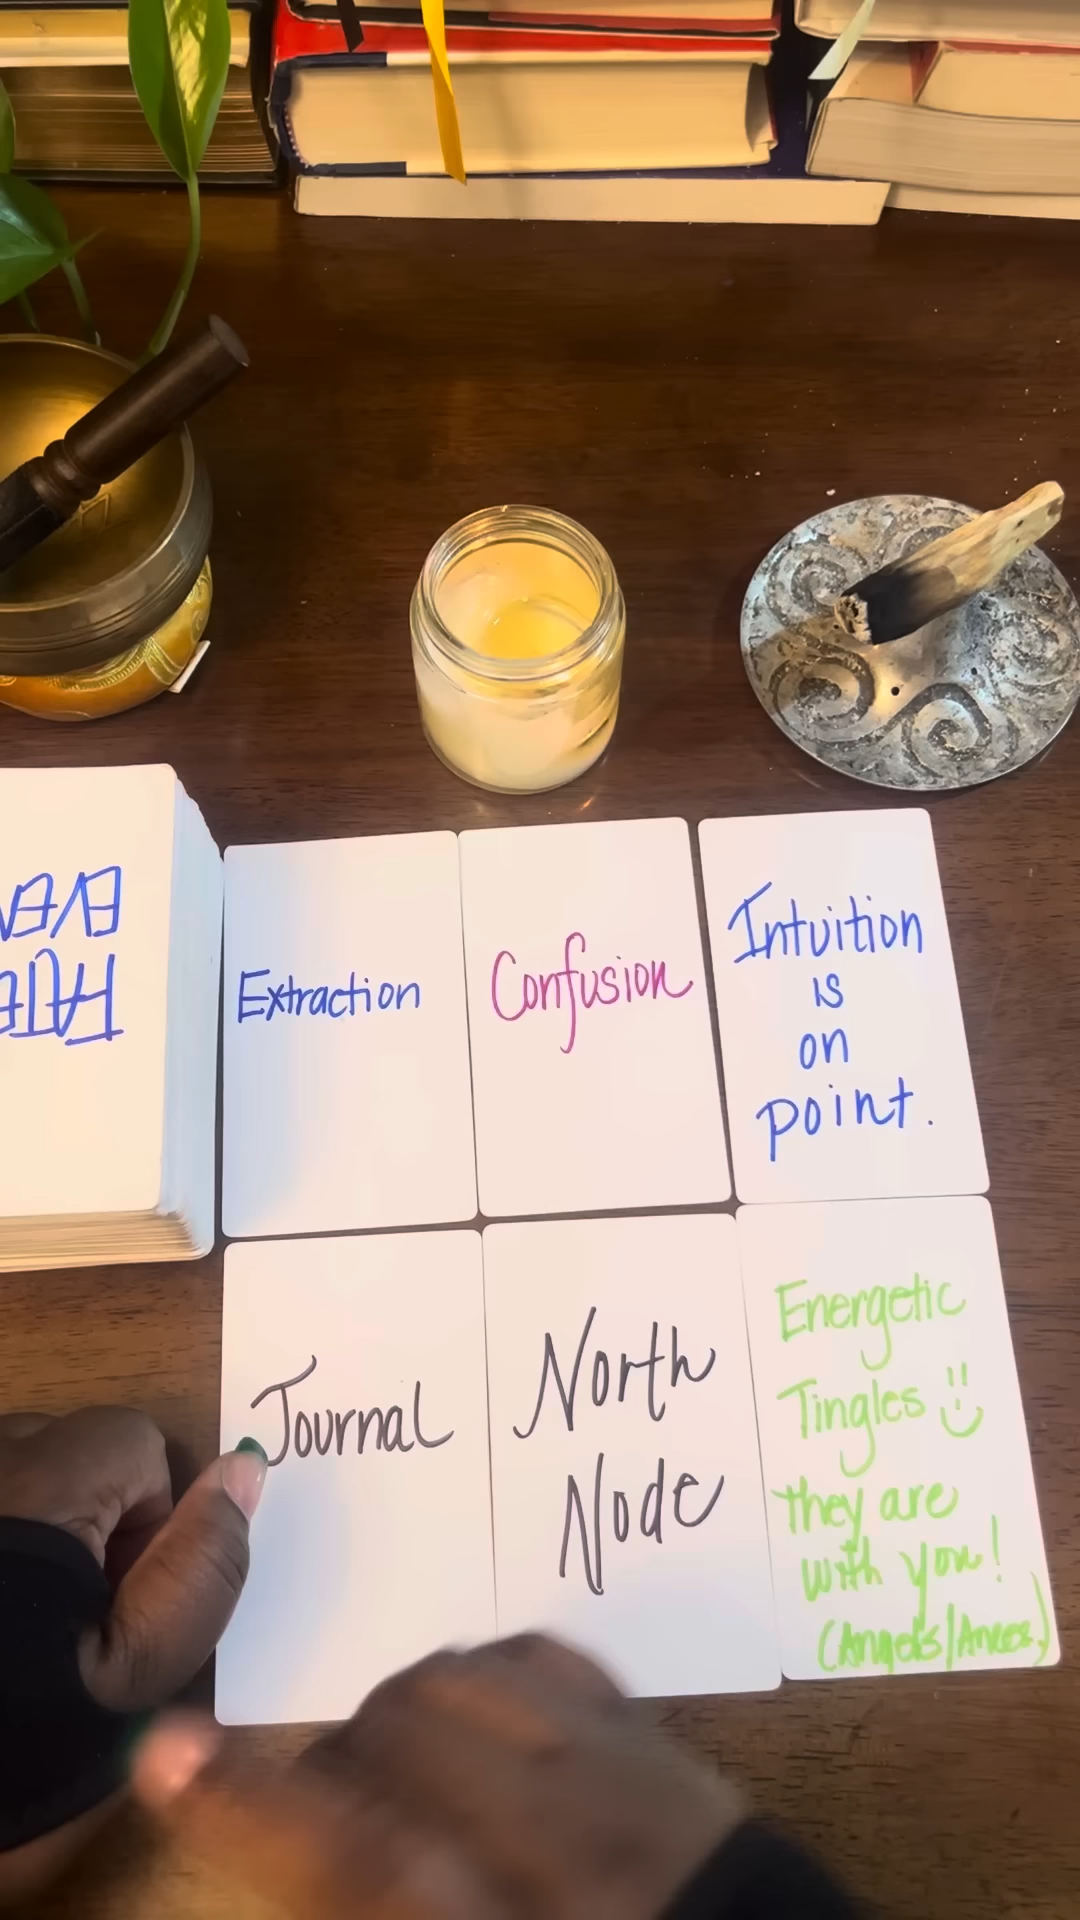 Extraction
Confusion
Intuition
is
on
point.
Journal
North
Node
Energetic
Tingles
they are
with you!
(Angels/Ances.)